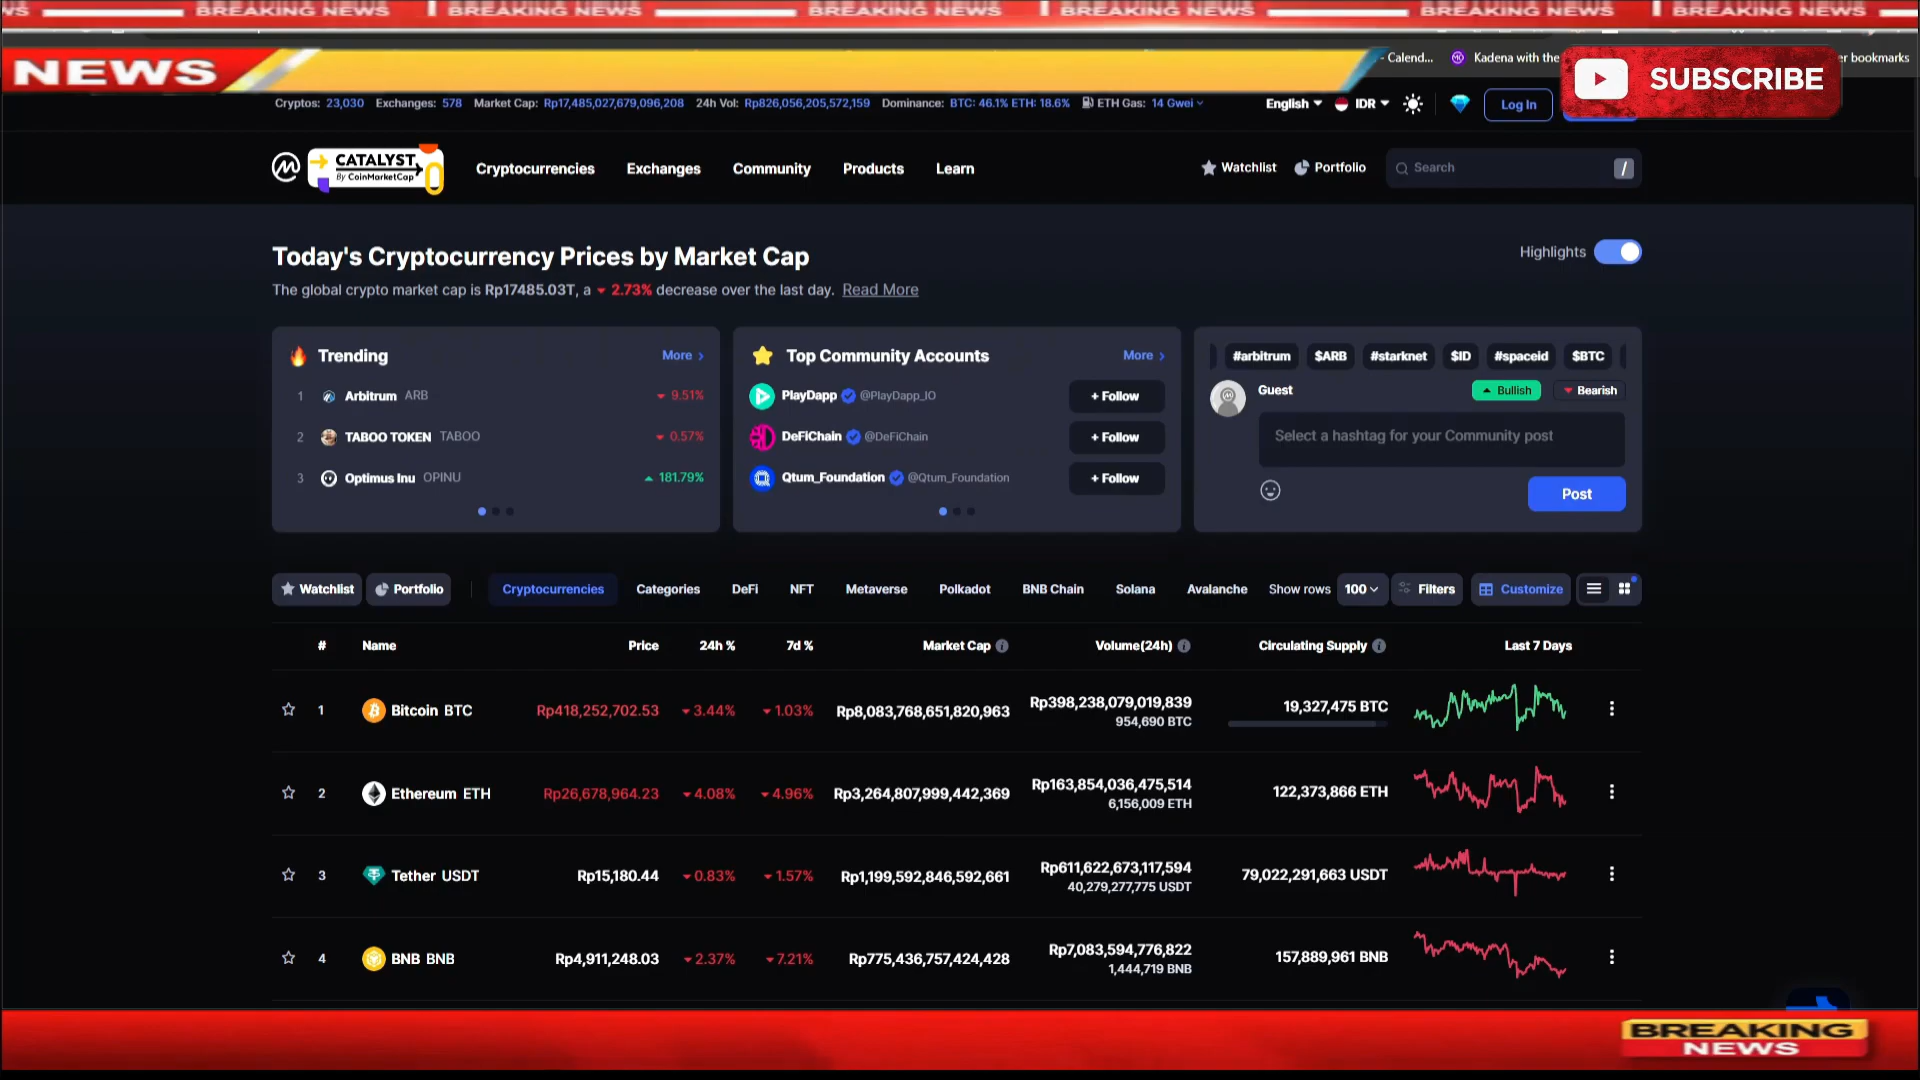 WS BREAKING NEWS BREAKING NEWS BREAKING NEWS BREAKING NEWS BREAKING NEWS BREAKING NEWS
NEWS
- Calend... Kadena with the er bookmarks
SUBSCRIBE
Cryptos: 23,030 Exchanges: 578 Market Cap: Rp17,485,027,679,096,208 24h Vol: Rp826,056,205,572,159 Dominance: BTC: 46.1% ETH: 18.6% ETH Gas: 14 Gwei
English IDR Log In
CATALYST
By CoinMarketCap
Cryptocurrencies Exchanges Community Products Learn
Watchlist Portfolio Search /
Today's Cryptocurrency Prices by Market Cap
Highlights
The global crypto market cap is Rp17485.03T, a 2.73% decrease over the last day. Read More
Trending More
1 Arbitrum ARB 9.51%
2 TABOO TOKEN TABOO 0.57%
3 Optimus Inu OPINU 181.79%
Top Community Accounts More
PlayDapp @PlayDapp_IO + Follow
DeFiChain @DeFiChain + Follow
Qtum_Foundation @Qtum_Foundation + Follow
#arbitrum $ARB #starknet $ID #spaceid $BTC
Guest Bullish Bearish
Select a hashtag for your Community post
Post
Watchlist Portfolio Cryptocurrencies Categories DeFi NFT Metaverse Polkadot BNB Chain Solana Avalanche Show rows 100 Filters Customize
# Name Price 24h % 7d % Market Cap Volume(24h) Circulating Supply Last 7 Days
1 Bitcoin BTC Rp418,252,702.53 3.44% 1.03% Rp8,083,768,651,820,963 Rp398,238,079,019,839 19,327,475 BTC
954,690 BTC
2 Ethereum ETH Rp26,678,964.23 4.08% 4.96% Rp3,264,807,999,442,369 Rp163,854,036,475,514 122,373,866 ETH
6,156,009 ETH
3 Tether USDT Rp15,180.44 0.83% 1.57% Rp1,199,592,846,592,661 Rp611,622,673,117,594 79,022,291,663 USDT
40,279,277,775 USDT
4 BNB BNB Rp4,911,248.03 2.37% 7.21% Rp775,436,757,424,428 Rp7,083,594,776,822 157,889,961 BNB
1,444,719 BNB
BREAKING
NEWS